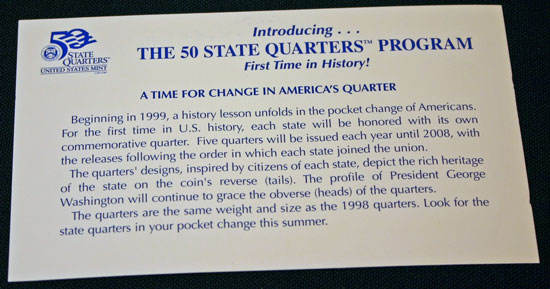 Introducing . . .
50
STATE
QUARTERS™
UNITED STATES MINT
THE 50 STATE QUARTERS™ PROGRAM
First Time in History!
A TIME FOR CHANGE IN AMERICA'S QUARTER
Beginning in 1999, a history lesson unfolds in the pocket change of Americans.
For the first time in U.S. history, each state will be honored with its own
commemorative quarter. Five quarters will be issued each year until 2008, with
the releases following the order in which each state joined the union.
The quarters' designs, inspired by citizens of each state, depict the rich heritage
of the state on the coin's reverse (tails). The profile of President George
Washington will continue to grace the obverse (heads) of the quarters.
The quarters are the same weight and size as the 1998 quarters. Look for the
state quarters in your pocket change this summer.